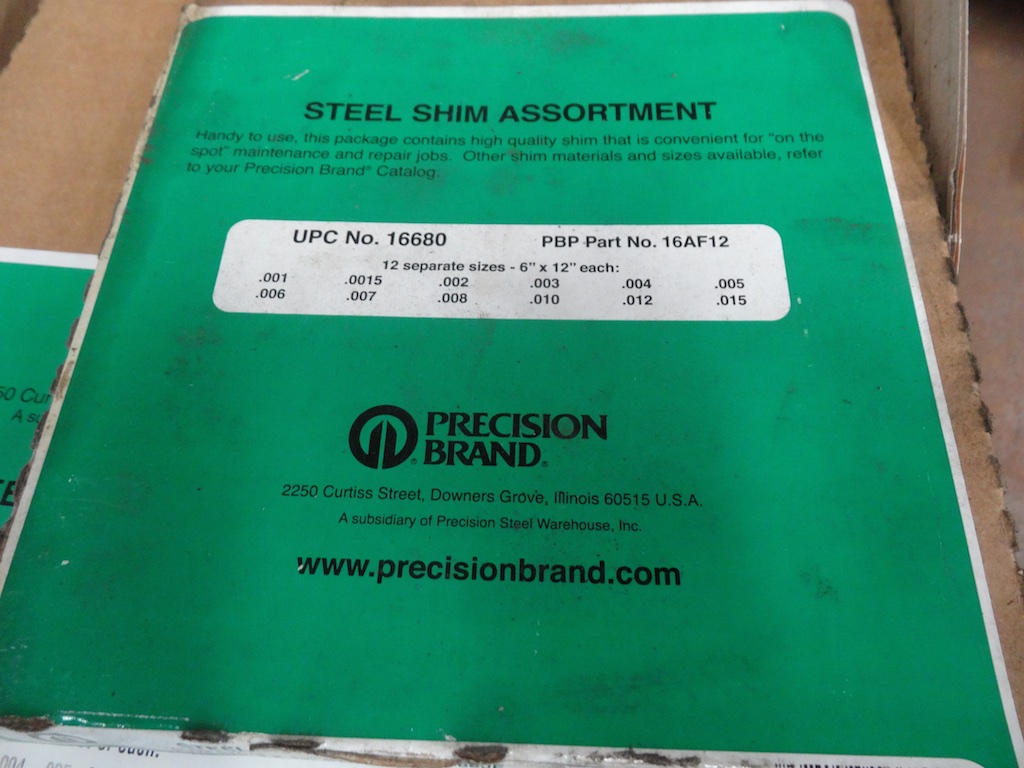 STEEL SHIM ASSORTMENT
Handy to use, this package contains high quality shim that is convenient for "on the
spot" maintenance and repair jobs. Other shim materials and sizes available, refer
to your Precision Brand® Catalog.
UPC No. 16680 PBP Part No. 16AF12
12 separate sizes - 6" x 12" each:
.001 .0015 .002 .003 .004 .005
.006 .007 .008 .010 .012 .015
PRECISION
BRAND®
2250 Curtiss Street, Downers Grove, Illinois 60515 U.S.A.
A subsidiary of Precision Steel Warehouse, Inc.
www.precisionbrand.com
50 Cur
A su